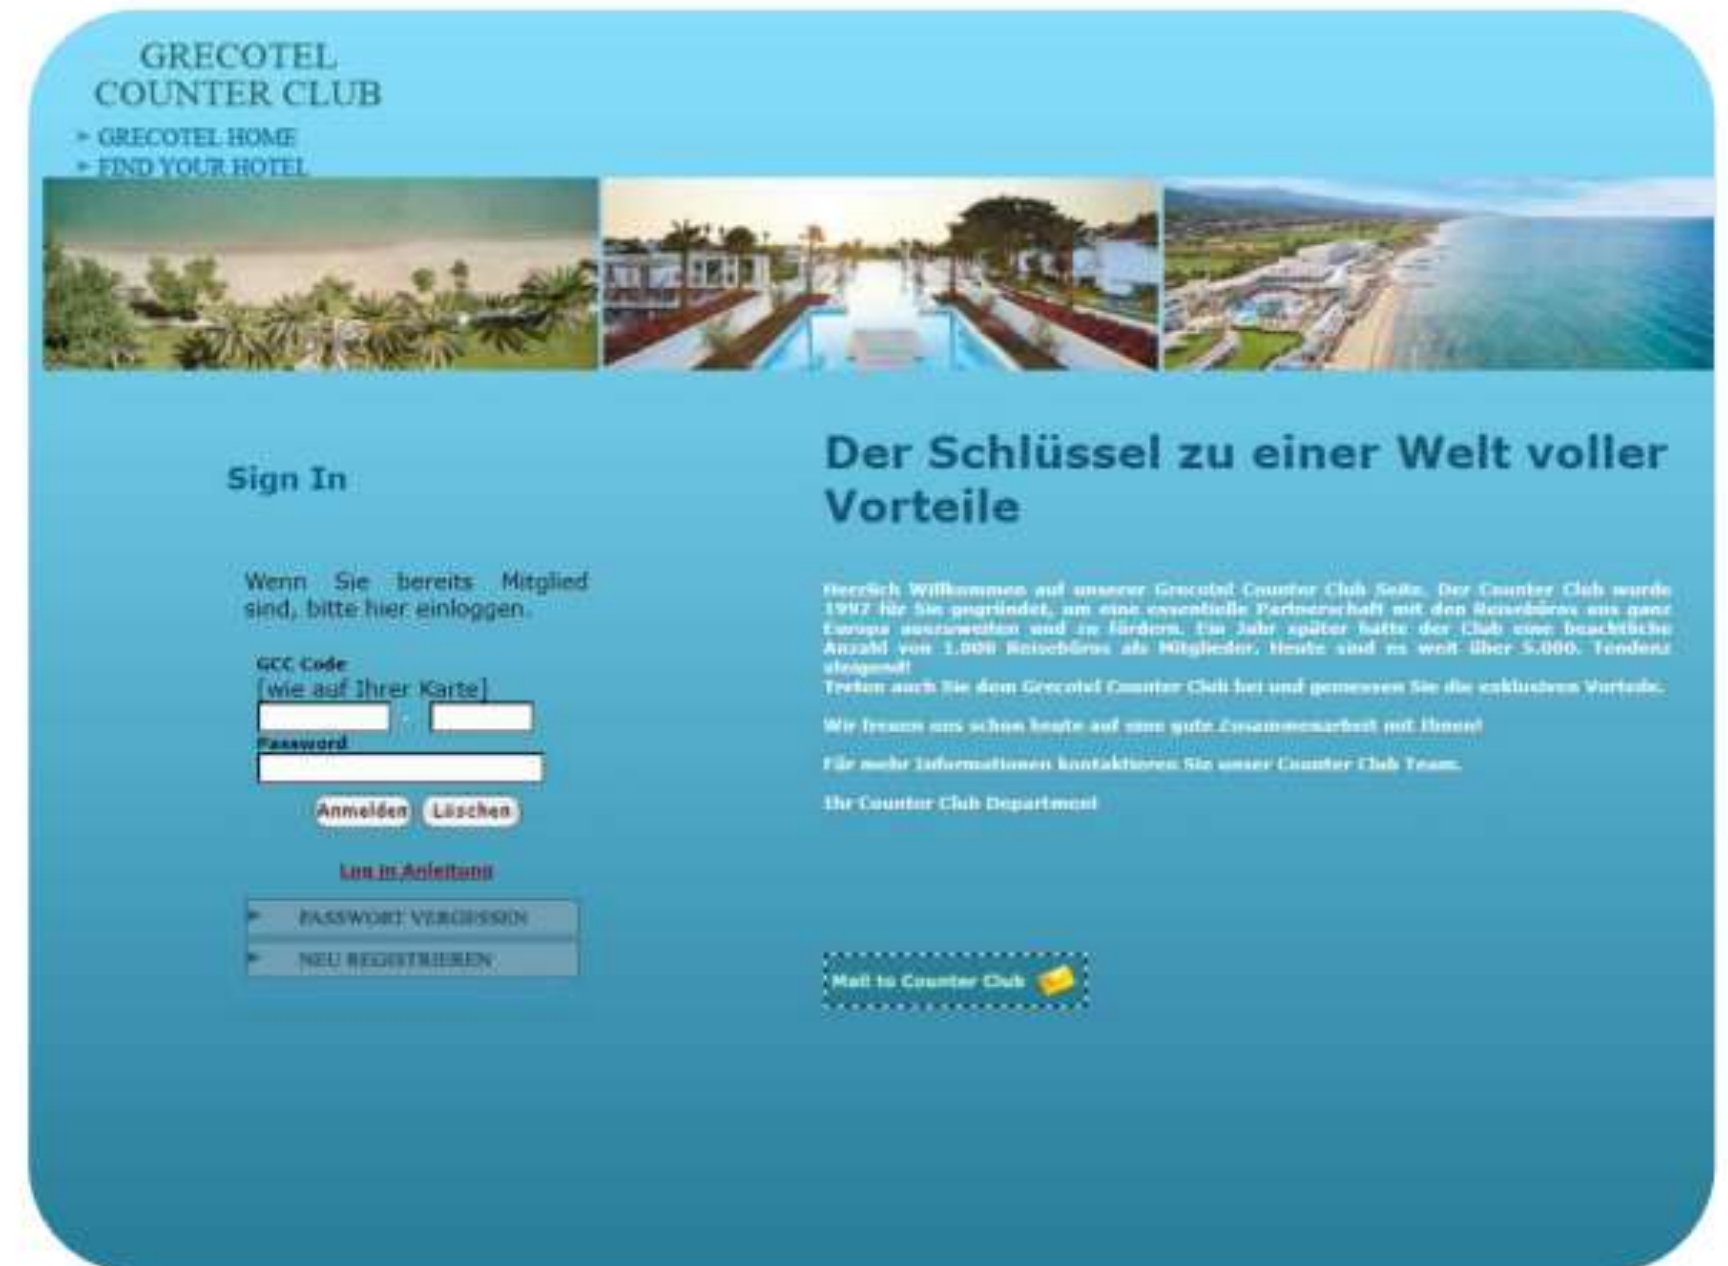 GRECOTEL
COUNTER CLUB
GRECOTEL HOME
FIND YOUR HOTEL
Sign In
Wenn Sie bereits Mitglied
sind, bitte hier einloggen.
GCC Code
[wie auf Ihrer Karte]
-
Password
Anmelden Löschen
Log in Anleitung
PASSWORT VERGESSEN
NEU REGISTRIEREN
Der Schlüssel zu einer Welt voller
Vorteile
Herzlich Willkommen auf unserer Grecotel Counter Club Seite. Der Counter Club wurde
1997 für Sie gegründet, um eine essentielle Partnerschaft mit den Reisebüros aus ganz
Europa auszuweiten und zu fördern. Ein Jahr später hatte der Club eine beachtliche
Anzahl von 1.000 Reisebüros als Mitglieder. Heute sind es weit über 5.000. Tendenz
steigend!
Treten auch Sie dem Grecotel Counter Club bei und geniessen Sie die exklusiven Vorteile.
Wir freuen uns schon heute auf eine gute Zusammenarbeit mit Ihnen!
Für mehr Informationen kontaktieren Sie unser Counter Club Team.
Ihr Counter Club Department
Mail to Counter Club